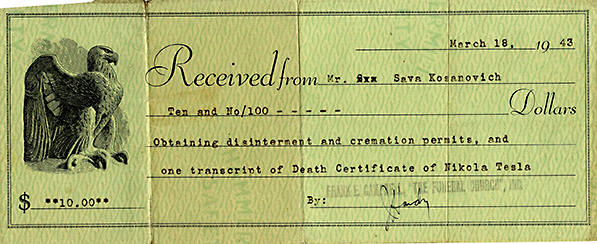 March 18, 1943
Received from Mr. Sava Kosanovich
Ten and No/100 - - - - - Dollars
Obtaining disinterment and cremation permits, and
one transcript of Death Certificate of Nikola Tesla
FRANK E. "THE FUNERAL CHURCH", INC.
$ **10.00** By: